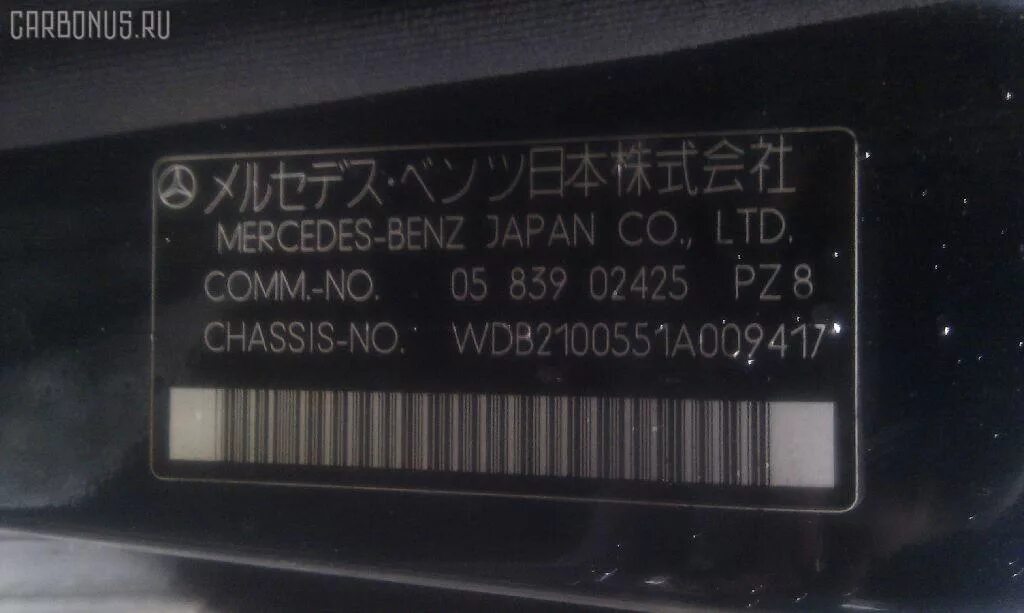 CARBONUS.RU
メルセデス・ベンツ日本株式会社
MERCEDES-BENZ JAPAN CO., LTD.
COMM.-NO. 05 839 02425 PZ 8
CHASSIS-NO. WDB2100551A009417